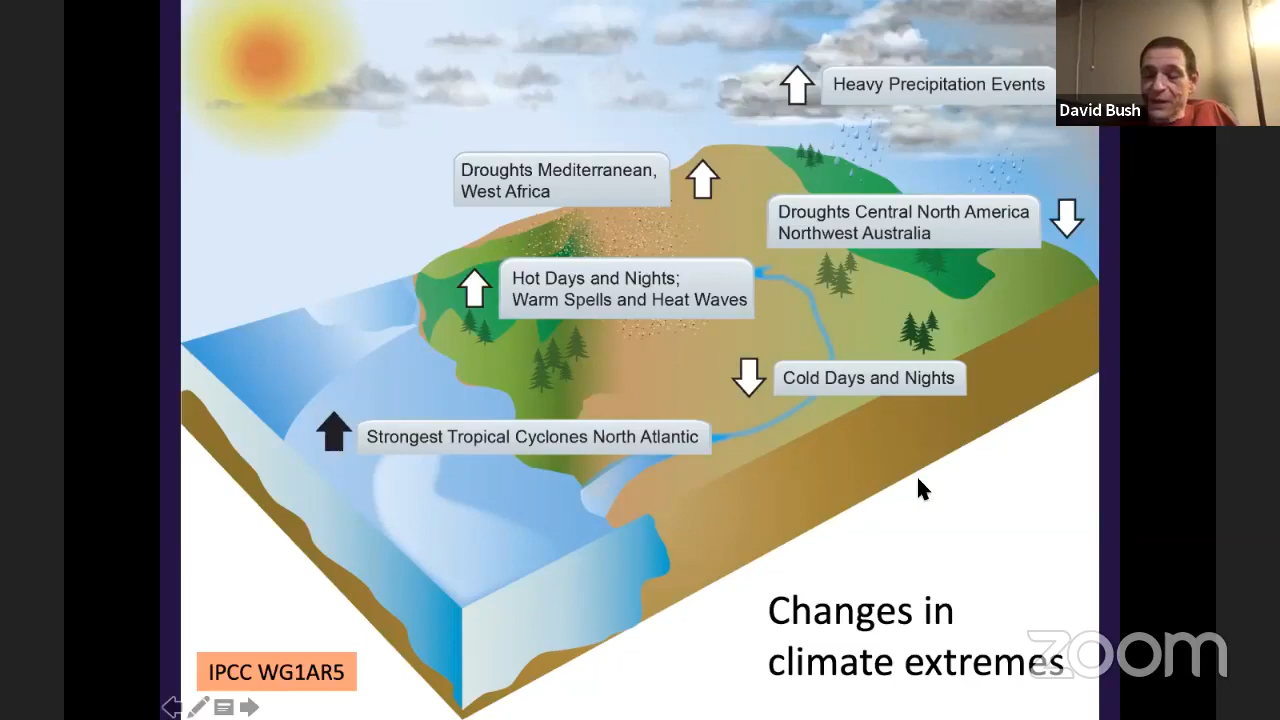 Heavy Precipitation Events
David Bush
Droughts Mediterranean,
West Africa
Droughts Central North America
Northwest Australia
Hot Days and Nights;
Warm Spells and Heat Waves
Cold Days and Nights
Strongest Tropical Cyclones North Atlantic
Changes in
climate extremes
zoom
IPCC WG1AR5